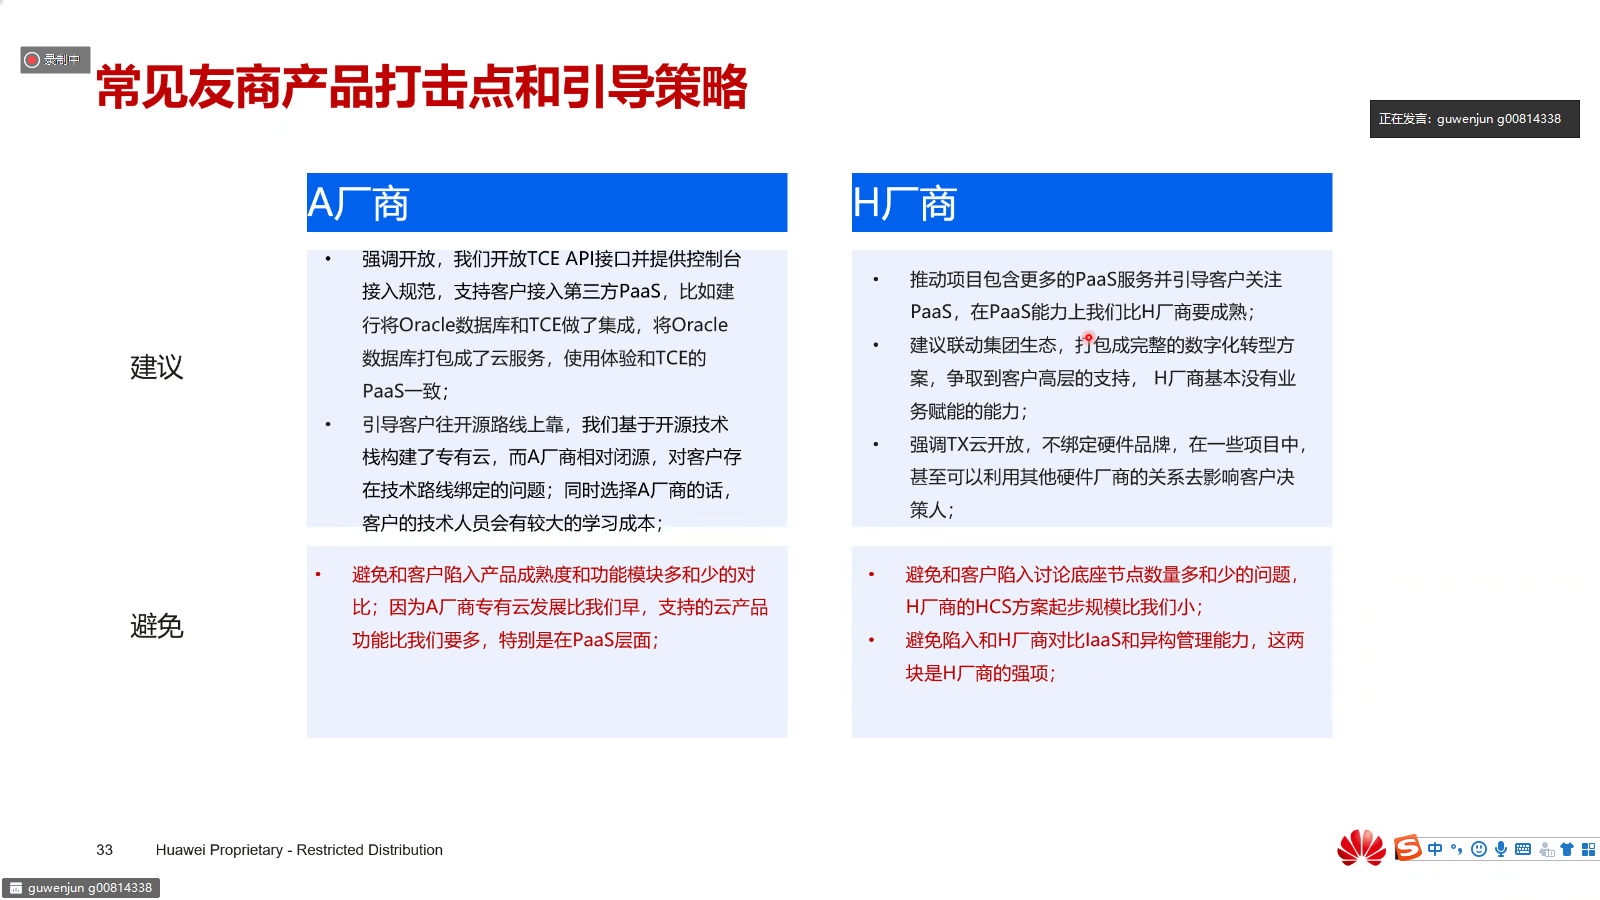 录制中
常见友商产品打击点和引导策略
正在发言：guwenjun g00814338
A厂商
H厂商
建议
• 强调开放，我们开放TCE API接口并提供控制台
接入规范，支持客户接入第三方PaaS，比如建
行将Oracle数据库和TCE做了集成，将Oracle
数据库打包成了云服务，使用体验和TCE的
PaaS一致；
• 引导客户往开源路线上靠，我们基于开源技术
栈构建了专有云，而A厂商相对闭源，对客户存
在技术路线绑定的问题；同时选择A厂商的话，
客户的技术人员会有较大的学习成本；
• 推动项目包含更多的PaaS服务并引导客户关注
PaaS，在PaaS能力上我们比H厂商要成熟；
• 建议联动集团生态，打包成完整的数字化转型方
案，争取到客户高层的支持， H厂商基本没有业
务赋能的能力；
• 强调TX云开放，不绑定硬件品牌，在一些项目中，
甚至可以利用其他硬件厂商的关系去影响客户决
策人；
避免
• 避免和客户陷入产品成熟度和功能模块多和少的对
比；因为A厂商专有云发展比我们早，支持的云产品
功能比我们要多，特别是在PaaS层面；
• 避免和客户陷入讨论底座节点数量多和少的问题，
H厂商的HCS方案起步规模比我们小；
• 避免陷入和H厂商对比IaaS和异构管理能力，这两
块是H厂商的强项；
33
Huawei Proprietary - Restricted Distribution
S
中
guwenjun g00814338